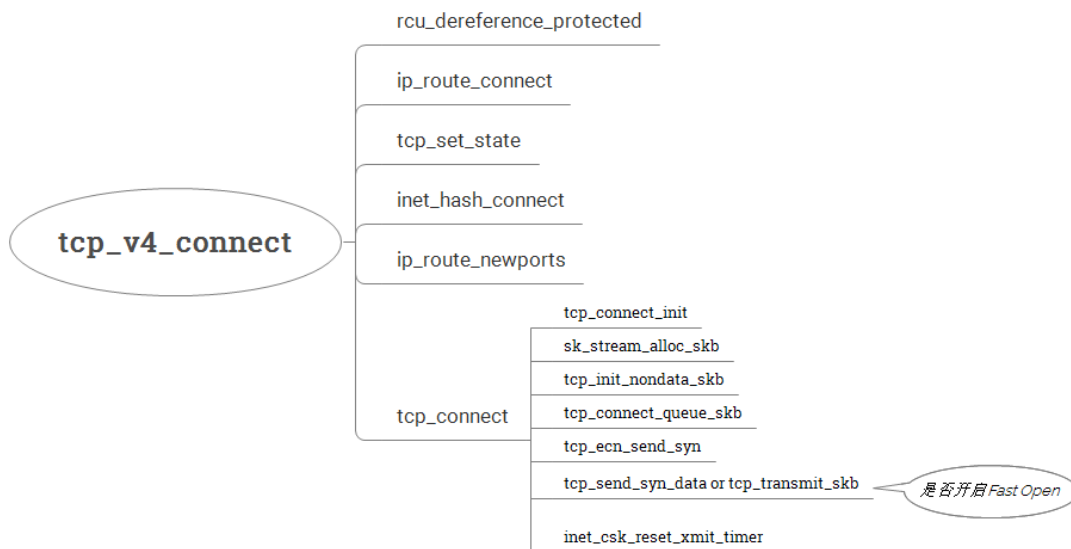 rcu_dereference_protected
ip_route_connect
tcp_set_state
inet_hash_connect
tcp_v4_connect
ip_route_newports
tcp_connect_init
sk_stream_alloc_skb
tcp_init_nondata_skb
tcp_connect
tcp_connect_queue_skb
tcp_ecn_send_syn
tcp_send_syn_data or tcp_transmit_skb
是否开启Fast Open
inet_csk_reset_xmit_timer